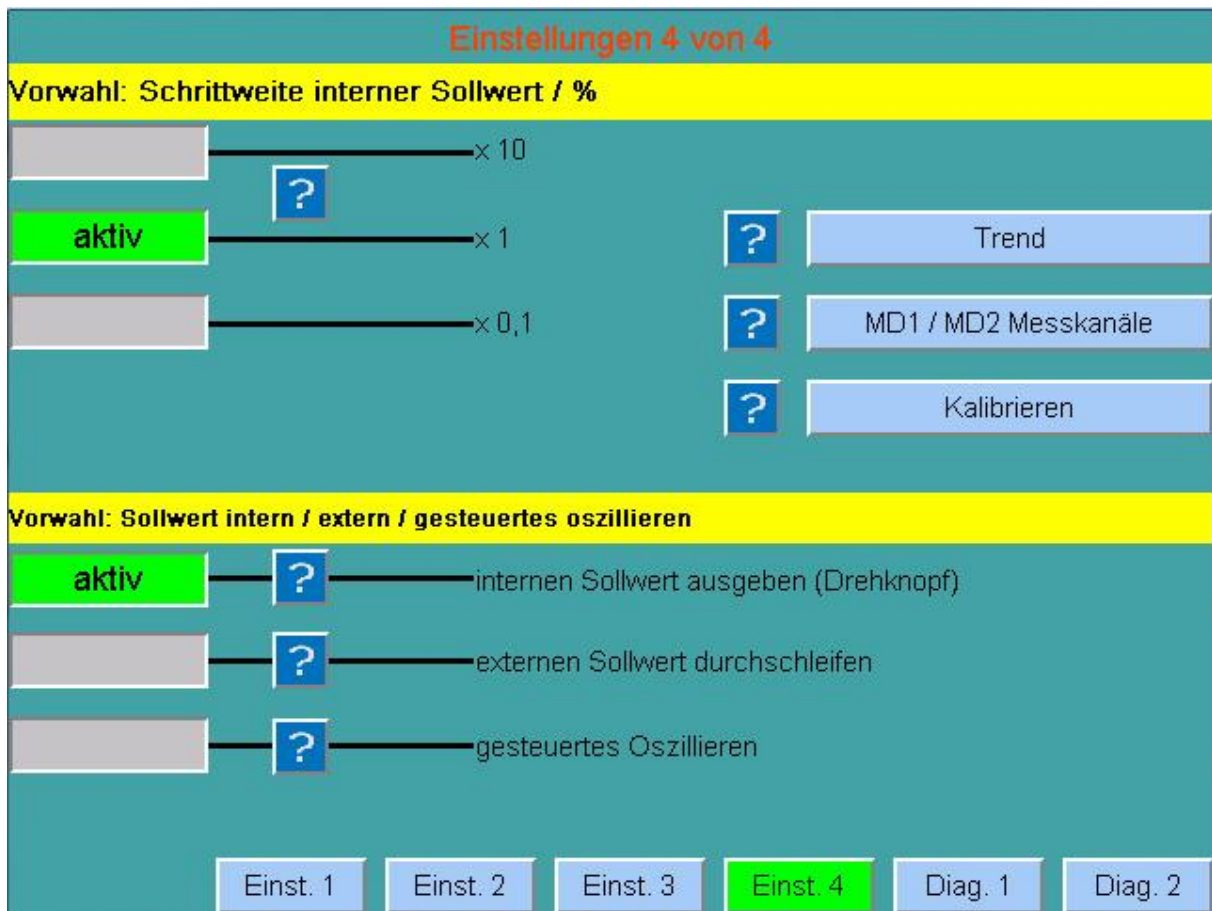 Einstellungen 4 von 4
Vorwahl: Schrittweite interner Sollwert / %
x 10
?
aktiv
x 1
?
Trend
x 0,1
?
MD1 / MD2 Messkanäle
?
Kalibrieren
Vorwahl: Sollwert intern / extern / gesteuertes oszillieren
aktiv
?
internen Sollwert ausgeben (Drehknopf)
?
externen Sollwert durchschleifen
?
gesteuertes Oszillieren
Einst. 1
Einst. 2
Einst. 3
Einst. 4
Diag. 1
Diag. 2